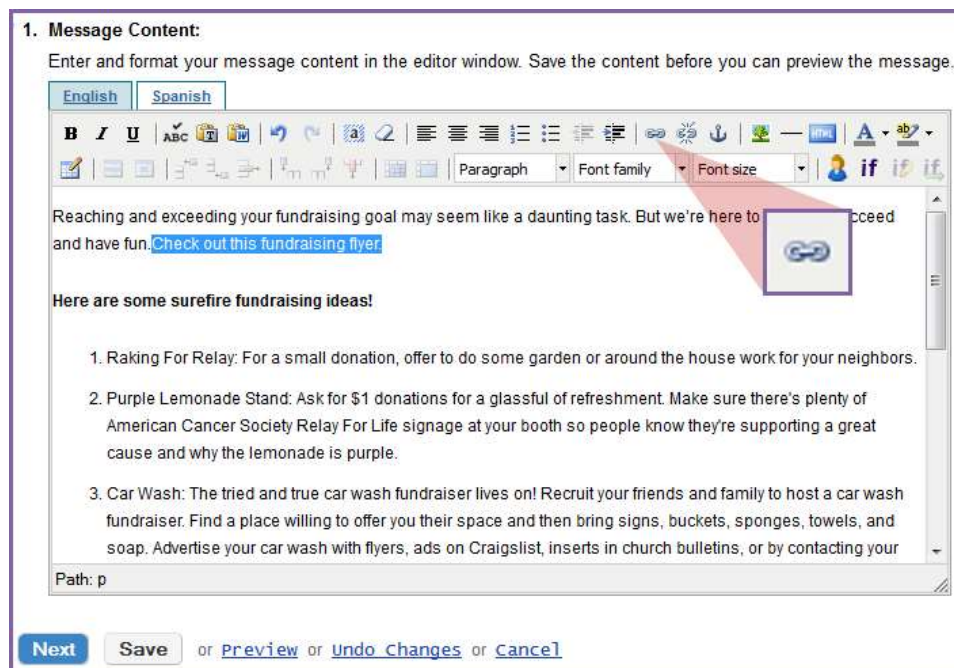 1. Message Content:
Enter and format your message content in the editor window. Save the content before you can preview the message.
English Spanish
B I U ABC T W a HTML A ab
Paragraph Font family Font size if if if
Reaching and exceeding your fundraising goal may seem like a daunting task. But we're here to cceed
and have fun.Check out this fundraising flyer.
Here are some surefire fundraising ideas!
1. Raking For Relay: For a small donation, offer to do some garden or around the house work for your neighbors.
2. Purple Lemonade Stand: Ask for $1 donations for a glassful of refreshment. Make sure there's plenty of
American Cancer Society Relay For Life signage at your booth so people know they're supporting a great
cause and why the lemonade is purple.
3. Car Wash: The tried and true car wash fundraiser lives on! Recruit your friends and family to host a car wash
fundraiser. Find a place willing to offer you their space and then bring signs, buckets, sponges, towels, and
soap. Advertise your car wash with flyers, ads on Craigslist, inserts in church bulletins, or by contacting your
Path: p
Next Save or Preview or Undo Changes or Cancel